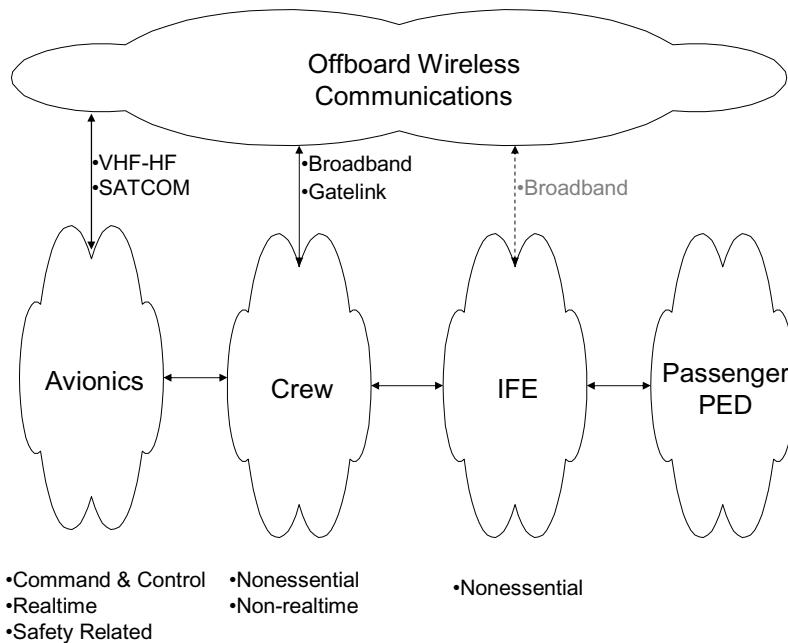 Offboard Wireless
Communications
•VHF-HF
•SATCOM
•Broadband
•Gatelink
•Broadband
Avionics
Crew
IFE
Passenger
PED
•Command & Control
•Realtime
•Safety Related
•Nonessential
•Non-realtime
•Nonessential